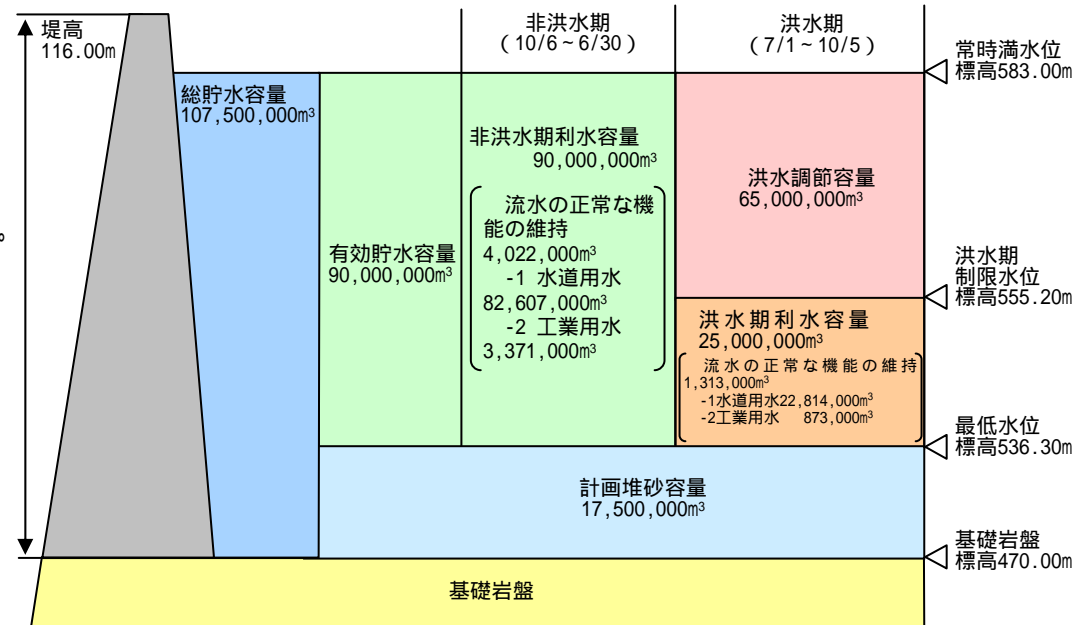 堤高
116.00m
非洪水期
(10/6~6/30)
洪水期
(7/1~10/5)
常時満水位
標高583.00m
総貯水容量
107,500,000m³
有効貯水容量
90,000,000m³
非洪水期利水容量
90,000,000m³
流水の正常な機
能の維持
4,022,000m³
-1 水道用水
82,607,000m³
-2 工業用水
3,371,000m³
洪水調節容量
65,000,000m³
洪水期
制限水位
標高555.20m
洪水期利水容量
25,000,000m³
流水の正常な機能の維持
1,313,000m³
-1水道用水22,814,000m³
-2工業用水 873,000m³
最低水位
標高536.30m
計画堆砂容量
17,500,000m³
基礎岩盤
標高470.00m
基礎岩盤
。